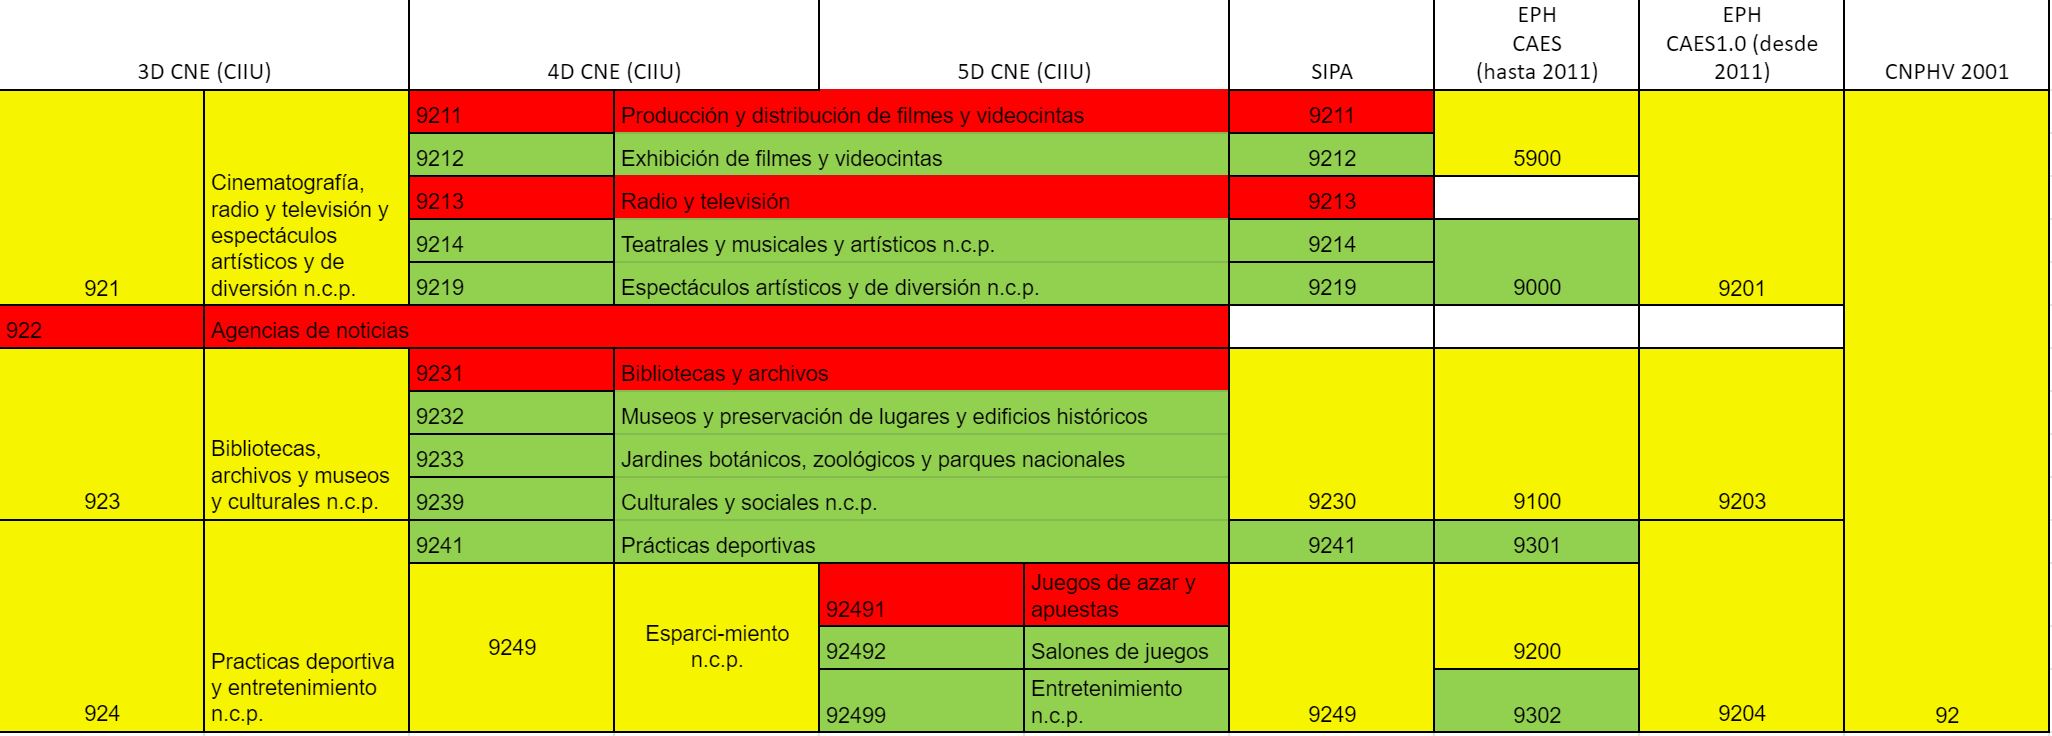 3D CNE (CIIU) 4D CNE (CIIU) 5D CNE (CIIU) SIPA EPH CAES (hasta 2011) EPH CAES1.0 (desde 2011) CNPHV 2001
9211 Producción y distribución de filmes y videocintas 9211
9212 Exhibición de filmes y videocintas 9212 5900
9213 Radio y televisión 9213
9214 Teatrales y musicales y artísticos n.c.p. 9214
921 Cinematografía, radio y televisión y espectáculos artísticos y de diversión n.c.p. 9219 Espectáculos artísticos y de diversión n.c.p. 9219 9000 9201
922 Agencias de noticias
9231 Bibliotecas y archivos
9232 Museos y preservación de lugares y edificios históricos
9233 Jardines botánicos, zoológicos y parques nacionales
923 Bibliotecas, archivos y museos y culturales n.c.p. 9239 Culturales y sociales n.c.p. 9230 9100 9203
9241 Prácticas deportivas 9241 9301
92491 Juegos de azar y apuestas
9249 Esparci-miento n.c.p. 92492 Salones de juegos 9200
924 Practicas deportiva y entretenimiento n.c.p. 92499 Entretenimiento n.c.p. 9249 9302 9204 92